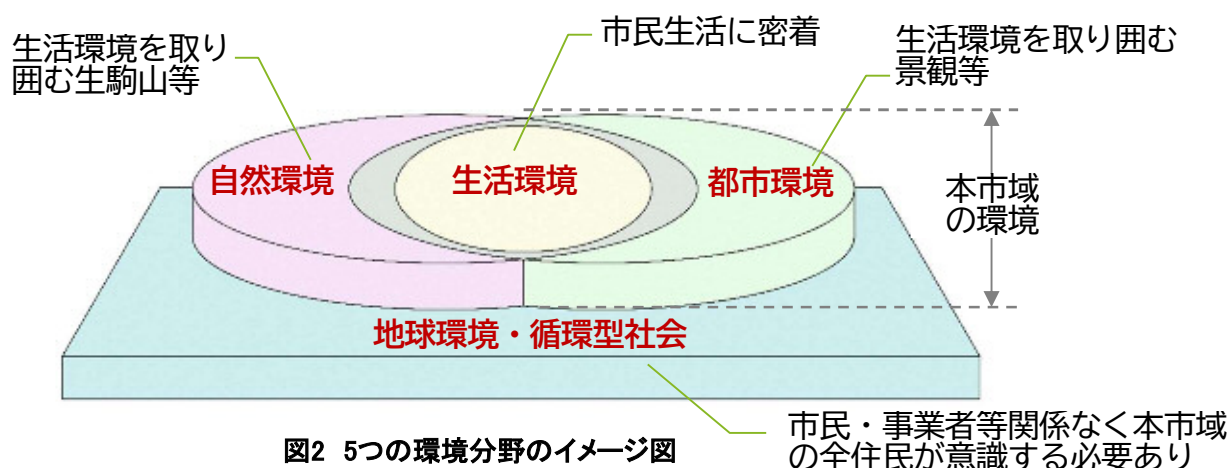 生活環境を取り
囲む生駒山等
市民生活に密着
生活環境を取り囲む
景観等
自然環境
生活環境
都市環境
本市域
の環境
地球環境・循環型社会
図2 5つの環境分野のイメージ図
市民・事業者等関係なく本市域
の全住民が意識する必要あり